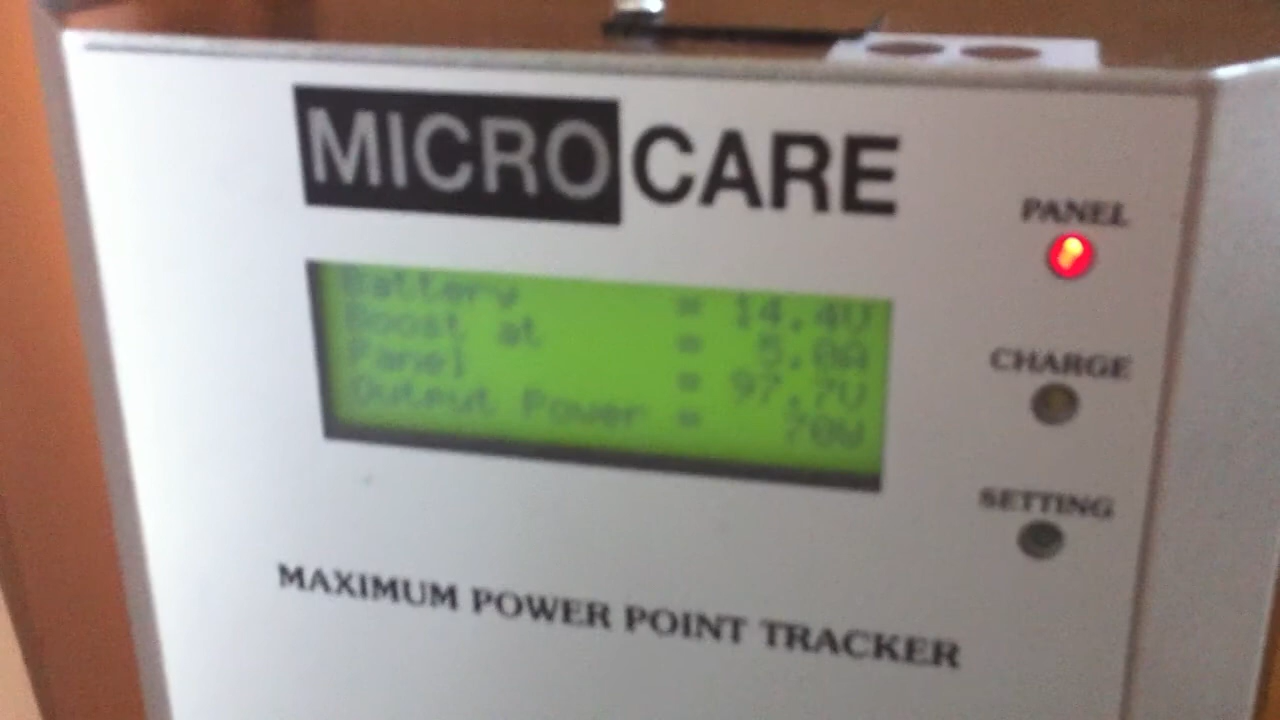 MICROCARE
PANEL
Battery = 14.4V
Boost at = 5.0A
Panel = 97.7V
Output Power = 70W
CHARGE
SETTING
MAXIMUM POWER POINT TRACKER